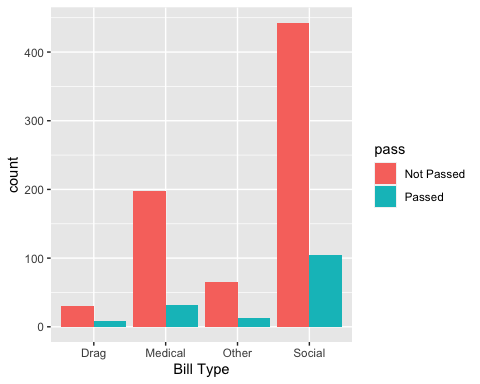 count
400
300
200
100
0
Drag Medical Other Social
Bill Type
pass
Not Passed
Passed